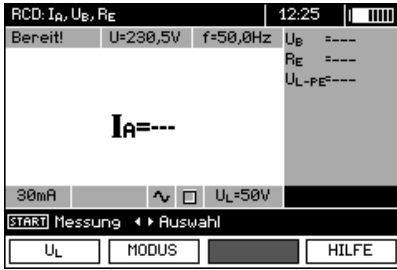 RCD: IA, UB, RE 12:25
Bereit! U=230,5V f=50,0Hz
UB =---
RE =---
UL-PE=---
IA=---
30mA UL=50V
START Messung Auswahl
UL MODUS HILFE